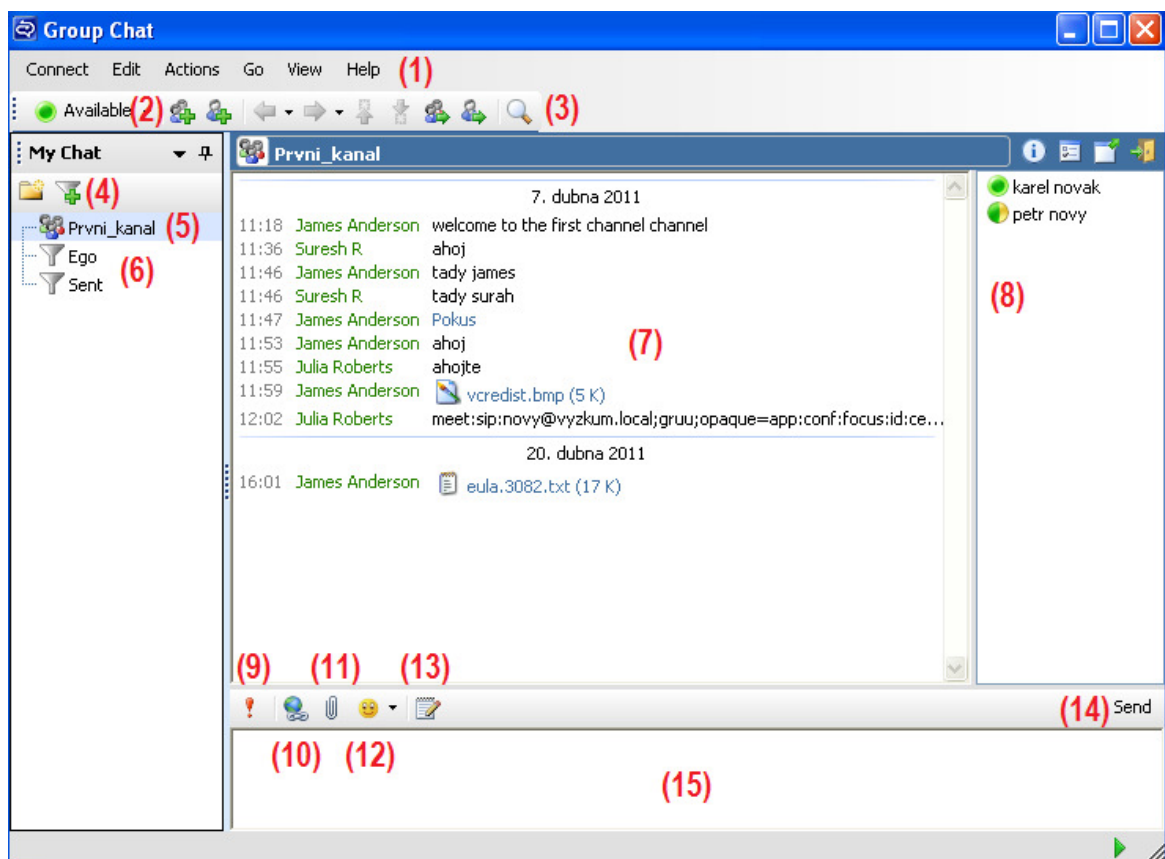 Group Chat
Connect Edit Actions Go View Help (1)
Available (2) (3)
My Chat
Prvni_kanal
(4)
Prvni_kanal (5)
Ego
(6)
Sent
7. dubna 2011
11:18 James Anderson welcome to the first channel channel
11:36 Suresh R ahoj
11:46 James Anderson tady james
11:46 Suresh R tady surah
11:47 James Anderson Pokus
(7)
11:53 James Anderson ahoj
11:55 Julia Roberts ahojte
11:59 James Anderson vcredist.bmp (5 K)
12:02 Julia Roberts meet:sip:novy@vyzkum.local;gruu;opaque=app:conf:focus:id:ce...
20. dubna 2011
16:01 James Anderson eula.3082.txt (17 K)
karel novak
petr novy
(8)
(9) (11) (13)
(14) Send
(10) (12)
(15)